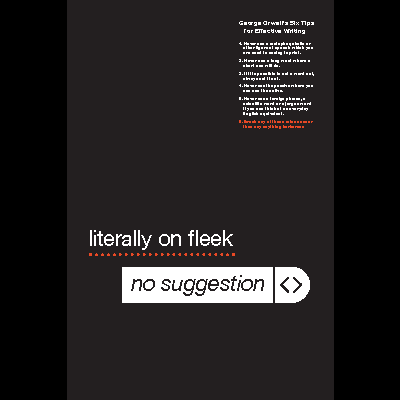 George Orwell's Six Tips
for Effective Writing
1. Never use a metaphor, simile or
other figure of speech which you
are used to seeing in print.
2. Never use a long word where a
short one will do.
3. If it is possible to cut a word out,
always cut it out.
4. Never use the passive where you
can use the active.
5. Never use a foreign phrase, a
scientific word or a jargon word
if you can think of an everyday
English equivalent.
6. Break any of these rules sooner
than say anything barbarous
literally on fleek
no suggestion